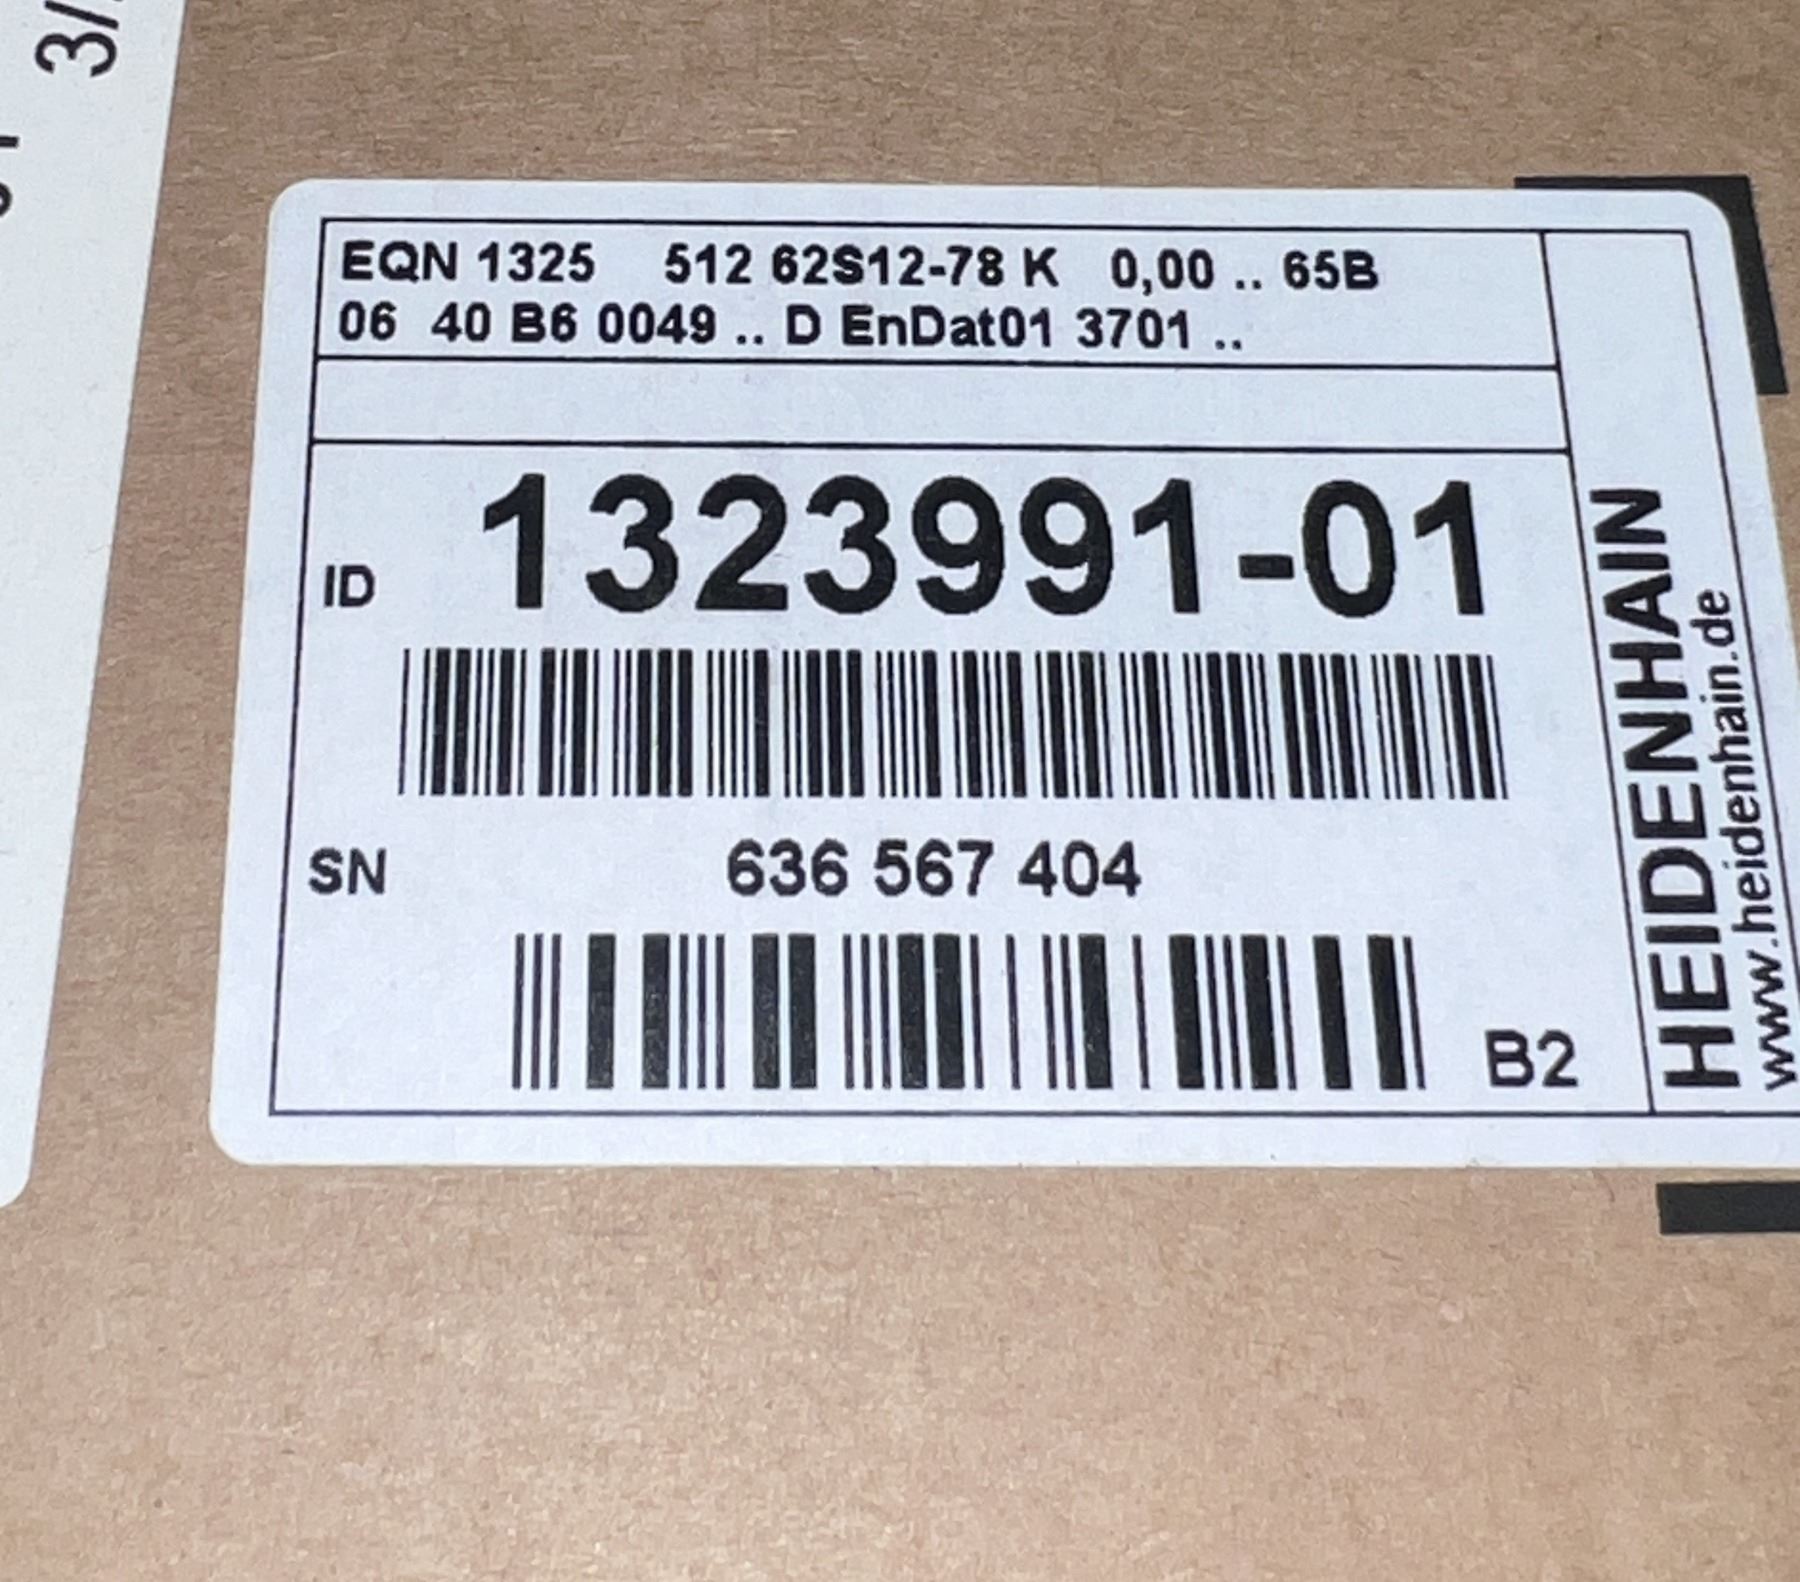 3/
EQN 1325 512 62S12-78 K 0,00 .. 65B
06 40 B6 0049 .. D EnDat01 3701 ..
ID 1323991-01
SN 636 567 404
B2
HEIDENHAIN
www.heidenhain.de